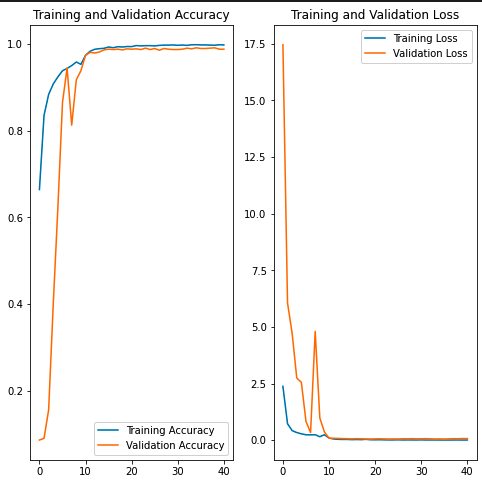 Training and Validation Accuracy
1.0
0.8
0.6
0.4
0.2
0 10 20 30 40
Training Accuracy
Validation Accuracy
Training and Validation Loss
17.5
15.0
12.5
10.0
7.5
5.0
2.5
0.0
0 10 20 30 40
Training Loss
Validation Loss